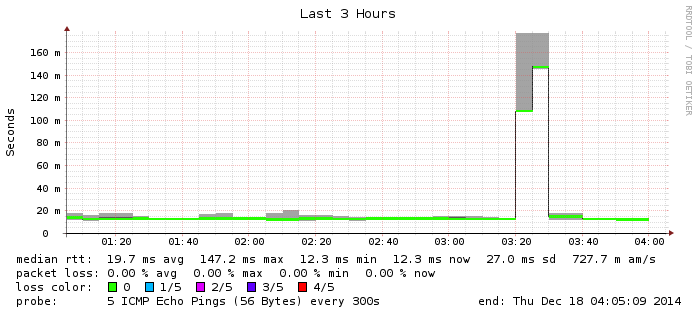 Last 3 Hours
RRDTOOL / TOBI OETIKER
Seconds
160 m
140 m
120 m
100 m
80 m
60 m
40 m
20 m
0
01:20 01:40 02:00 02:20 02:40 03:00 03:20 03:40 04:00
median rtt: 19.7 ms avg 147.2 ms max 12.3 ms min 12.3 ms now 27.0 ms sd 727.7 m am/s
packet loss: 0.00 % avg 0.00 % max 0.00 % min 0.00 % now
loss color: 0 1/5 2/5 3/5 4/5
probe: 5 ICMP Echo Pings (56 Bytes) every 300s end: Thu Dec 18 04:05:09 2014